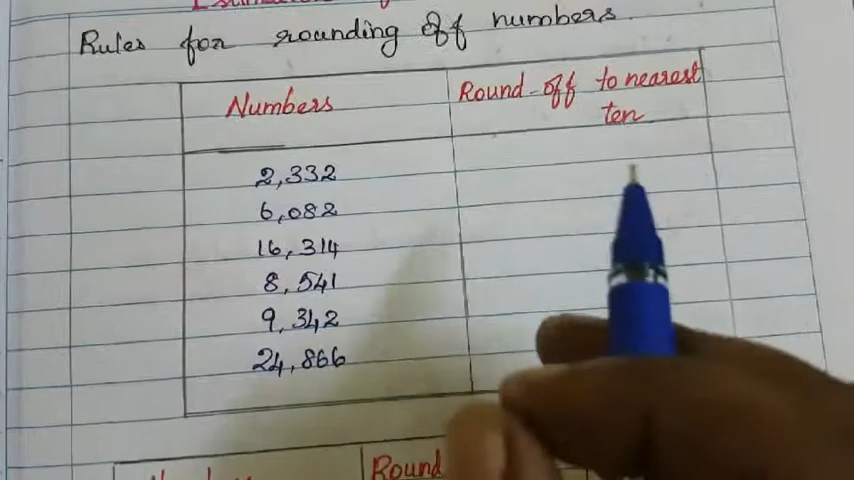 Rules for rounding off numbers
Numbers
Round off to nearest
ten
2,332
6,082
16,314
8,541
9,342
24,866
Round